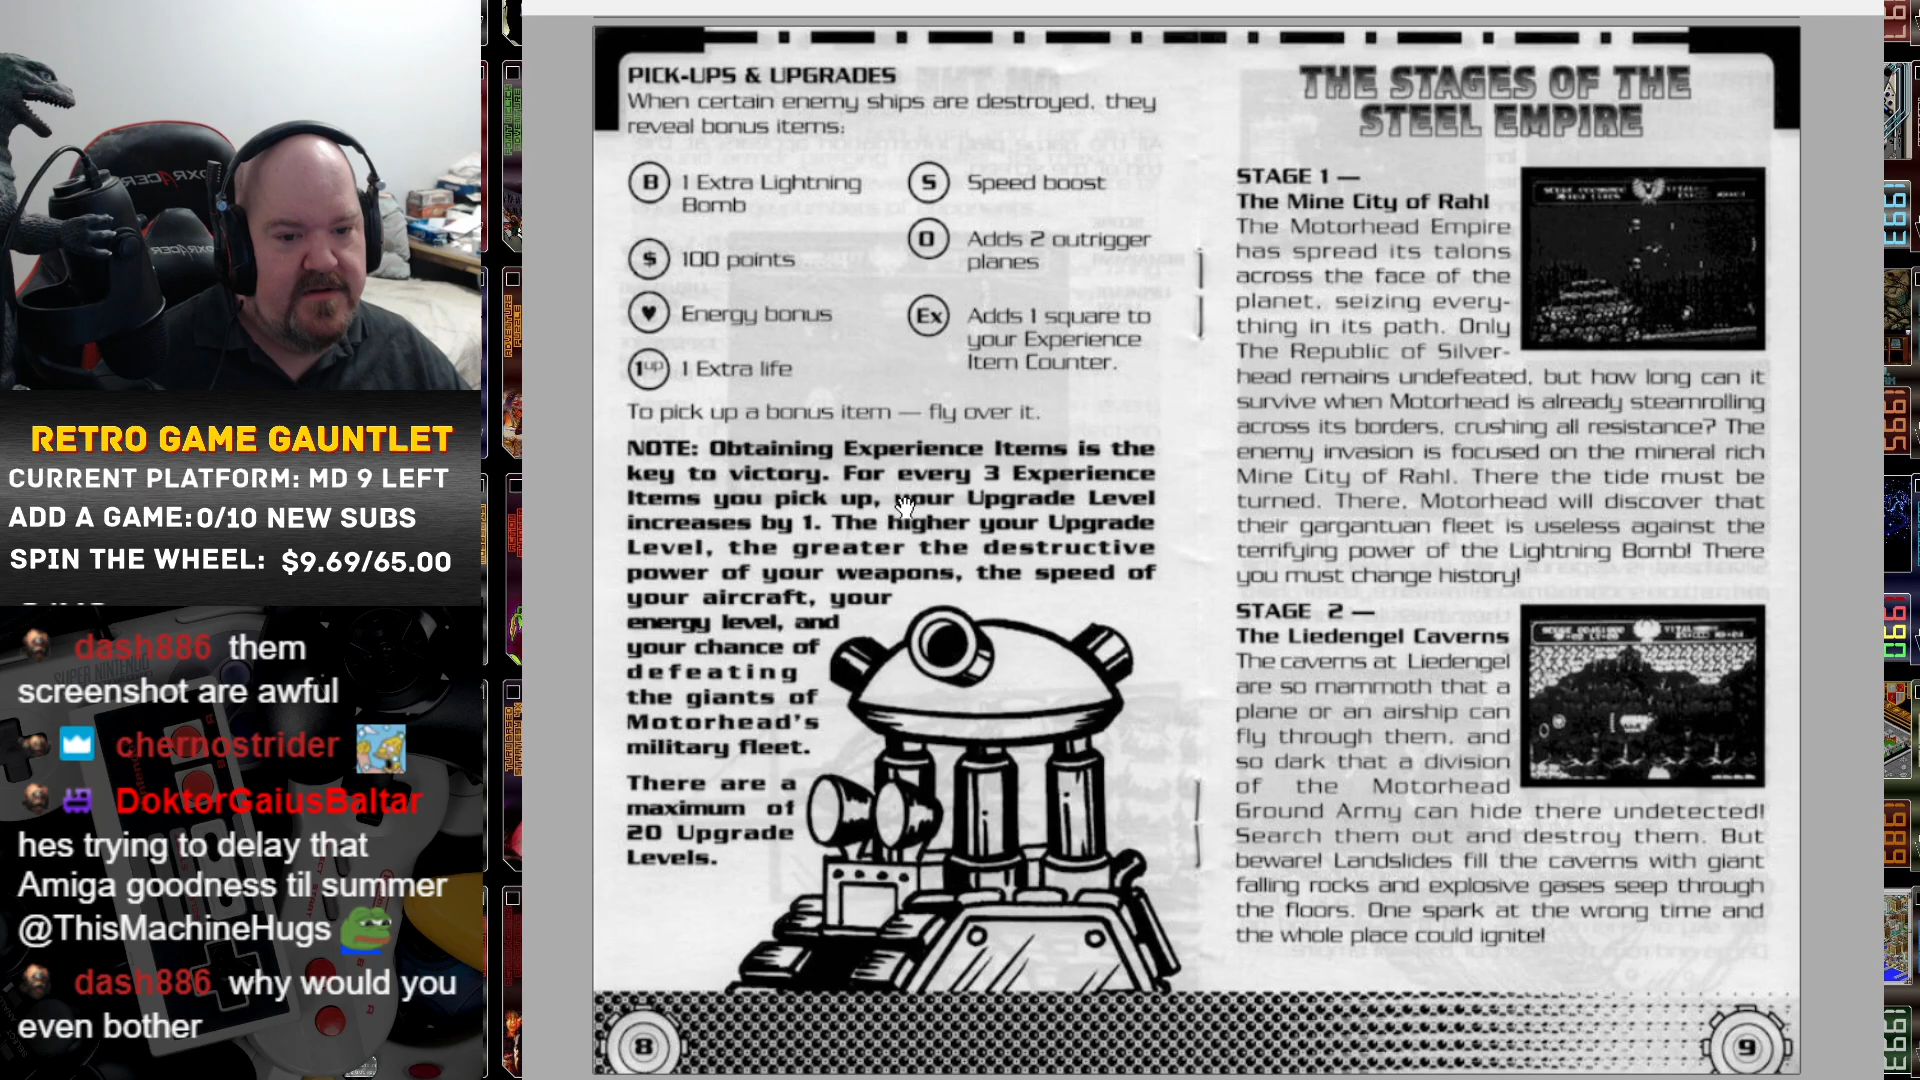 RETRO GAME GAUNTLET
CURRENT PLATFORM: MD 9 LEFT
ADD A GAME: 0/10 NEW SUBS
SPIN THE WHEEL: $9.69/65.00
dash886 them
screenshot are awful
chernostrider
DoktorGaiusBaltar
hes trying to delay that
Amiga goodness til summer
@ThisMachineHugs
dash886 why would you
even bother
PICK-UPS & UPGRADES
When certain enemy ships are destroyed, they
reveal bonus items:
B 1 Extra Lightning
Bomb
$ 100 points
♥ Energy bonus
1up 1 Extra life
S Speed boost
O Adds 2 outrigger
planes
Ex Adds 1 square to
your Experience
Item Counter.
To pick up a bonus item — fly over it.
NOTE: Obtaining Experience Items is the
key to victory. For every 3 Experience
Items you pick up, your Upgrade Level
increases by 1. The higher your Upgrade
Level, the greater the destructive
power of your weapons, the speed of
your aircraft, your
energy level, and
your chance of
defeating
the giants of
Motorhead's
military fleet.
There are a
maximum of
20 Upgrade
Levels.
8
THE STAGES OF THE
STEEL EMPIRE
STAGE 1 —
The Mine City of Rahl
The Motorhead Empire
has spread its talons
across the face of the
planet, seizing every-
thing in its path. Only
The Republic of Silver-
head remains undefeated, but how long can it
survive when Motorhead is already steamrolling
across its borders, crushing all resistance? The
enemy invasion is focused on the mineral rich
Mine City of Rahl. There the tide must be
turned. There, Motorhead will discover that
their gargantuan fleet is useless against the
terrifying power of the Lightning Bomb! There
you must change history!
STAGE 2 —
The Liedengel Caverns
The caverns at Liedengel
are so mammoth that a
plane or an airship can
fly through them, and
so dark that a division
of the Motorhead
Ground Army can hide there undetected!
Search them out and destroy them. But
beware! Landslides fill the caverns with giant
falling rocks and explosive gases seep through
the floors. One spark at the wrong time and
the whole place could ignite!
9